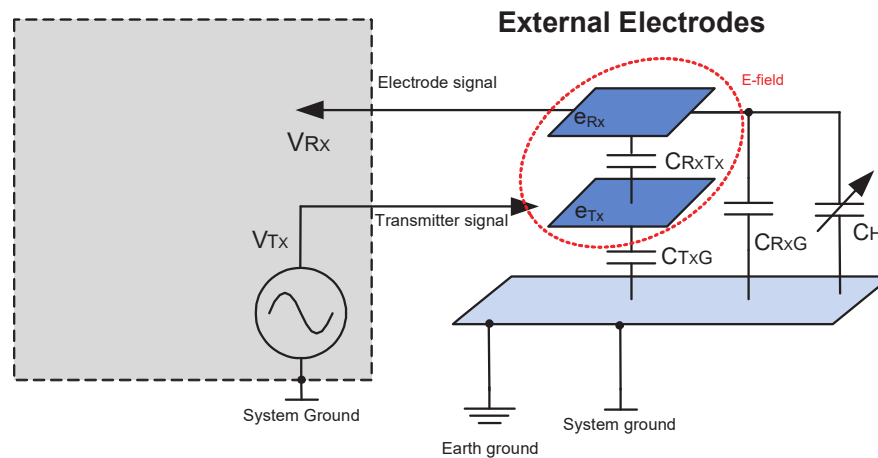 External Electrodes
Electrode signal
E-field
VRx
eRx
CRxTx
eTx
Transmitter signal
VTx
CTxG
CRxG
CH
System Ground
Earth ground
System ground